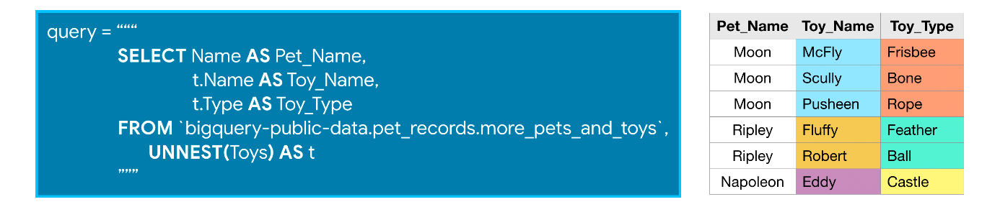 query = “““
SELECT Name AS Pet_Name,
t.Name AS Toy_Name,
t.Type AS Toy_Type
FROM `bigquery-public-data.pet_records.more_pets_and_toys`,
UNNEST(Toys) AS t
”””
Pet_Name Toy_Name Toy_Type
Moon McFly Frisbee
Moon Scully Bone
Moon Pusheen Rope
Ripley Fluffy Feather
Ripley Robert Ball
Napoleon Eddy Castle